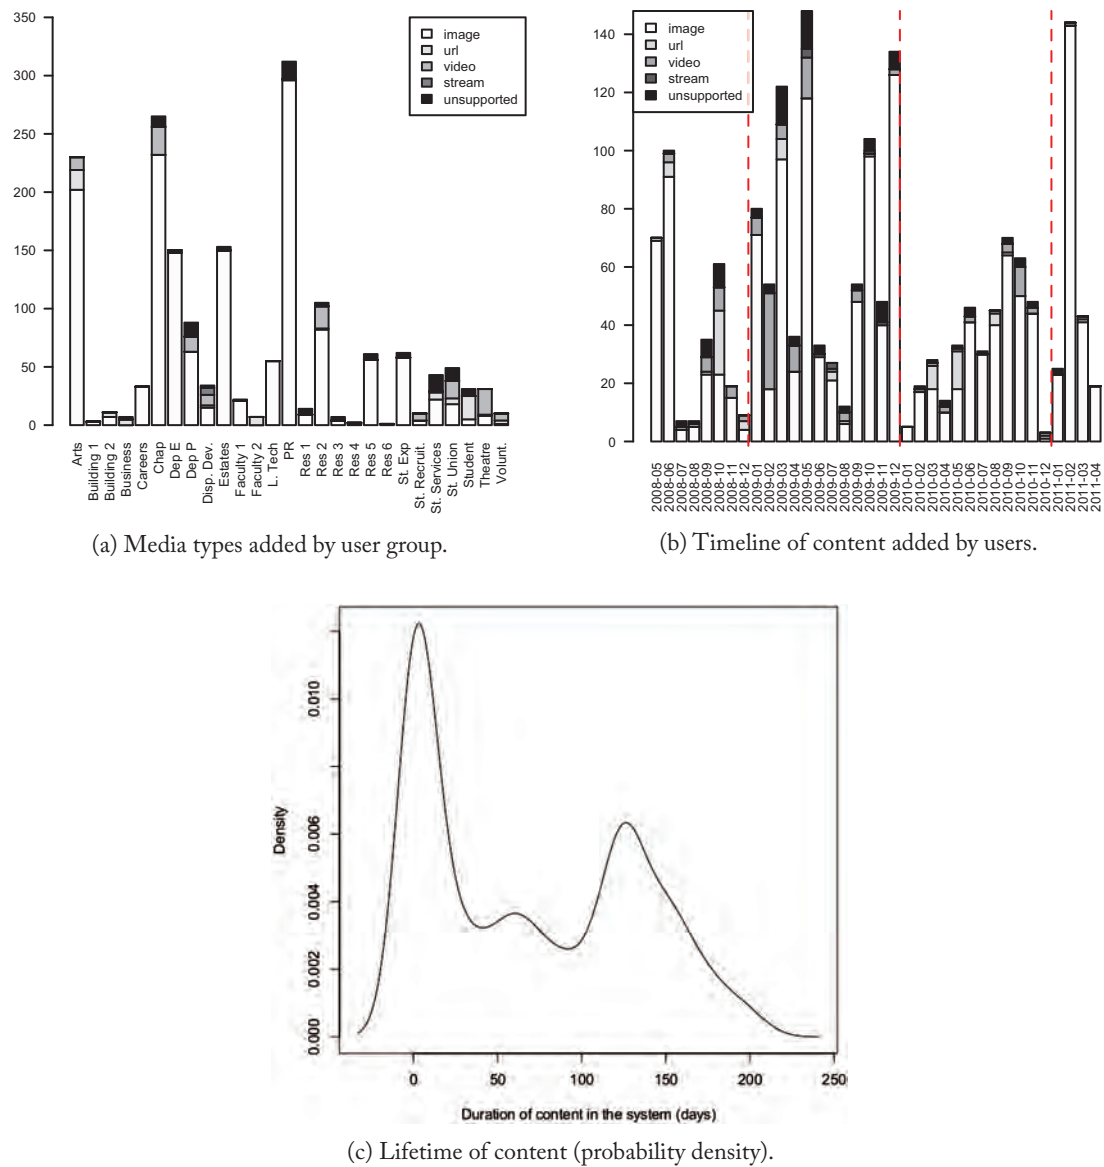 350
300
250
200
150
100
50
0
image
url
video
stream
unsupported
Arts
Building 1
Building 2
Business
Careers
Chap
Dep E
Dep P
Disp. Dev.
Estates
Faculty 1
Faculty 2
L. Tech
PR
Res 1
Res 2
Res 3
Res 4
Res 5
Res 6
St. Exp
St. Recruit.
St. Services
St. Union
Student
Theatre
Volunt.
(a) Media types added by user group.
140
120
100
80
60
40
20
0
image
url
video
stream
unsupported
2008-05
2008-06
2008-07
2008-08
2008-09
2008-10
2008-11
2008-12
2009-01
2009-02
2009-03
2009-04
2009-05
2009-06
2009-07
2009-08
2009-09
2009-10
2009-11
2009-12
2010-01
2010-02
2010-03
2010-04
2010-05
2010-06
2010-07
2010-08
2010-09
2010-10
2010-11
2010-12
2011-01
2011-02
2011-03
2011-04
(b) Timeline of content added by users.
Density
0.010
0.006
0.004
0.002
0.000
0 50 100 150 200 250
Duration of content in the system (days)
(c) Lifetime of content (probability density).